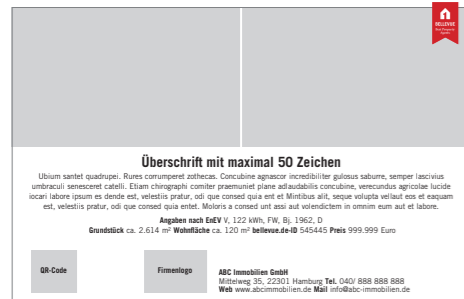 BELLEVUE
Best Property
Agents
Überschrift mit maximal 50 Zeichen
Ubium santet quadrupei. Rures corrumperet zothecas. Concubine agnascor incredibiliter gulosus saburre, semper lascivius
umbraculi senesceret catelli. Etiam chirographi comiter praemuniet plane adlaudabilis concubine, verecundus agricolae lucide
iocari labore ipsum es dende est, velestiis pratur, odi que consed quia ent et Mintibus alit, seque volupta vellaut eos et eaquam
est, velestiis pratur, odi que consed quia entet. Moloris a consed unt assi aut volendictem in omnim eum aut et labore.
Angaben nach EnEV V, 122 kWh, FW, Bj. 1962, D
Grundstück ca. 2.614 m² Wohnfläche ca. 120 m² bellevue.de-ID 545445 Preis 999.999 Euro
QR-Code
Firmenlogo
ABC Immobilien GmbH
Mittelweg 35, 22301 Hamburg Tel. 040/ 888 888 888
Web www.abcimmobilien.de Mail info@abc-immobilien.de